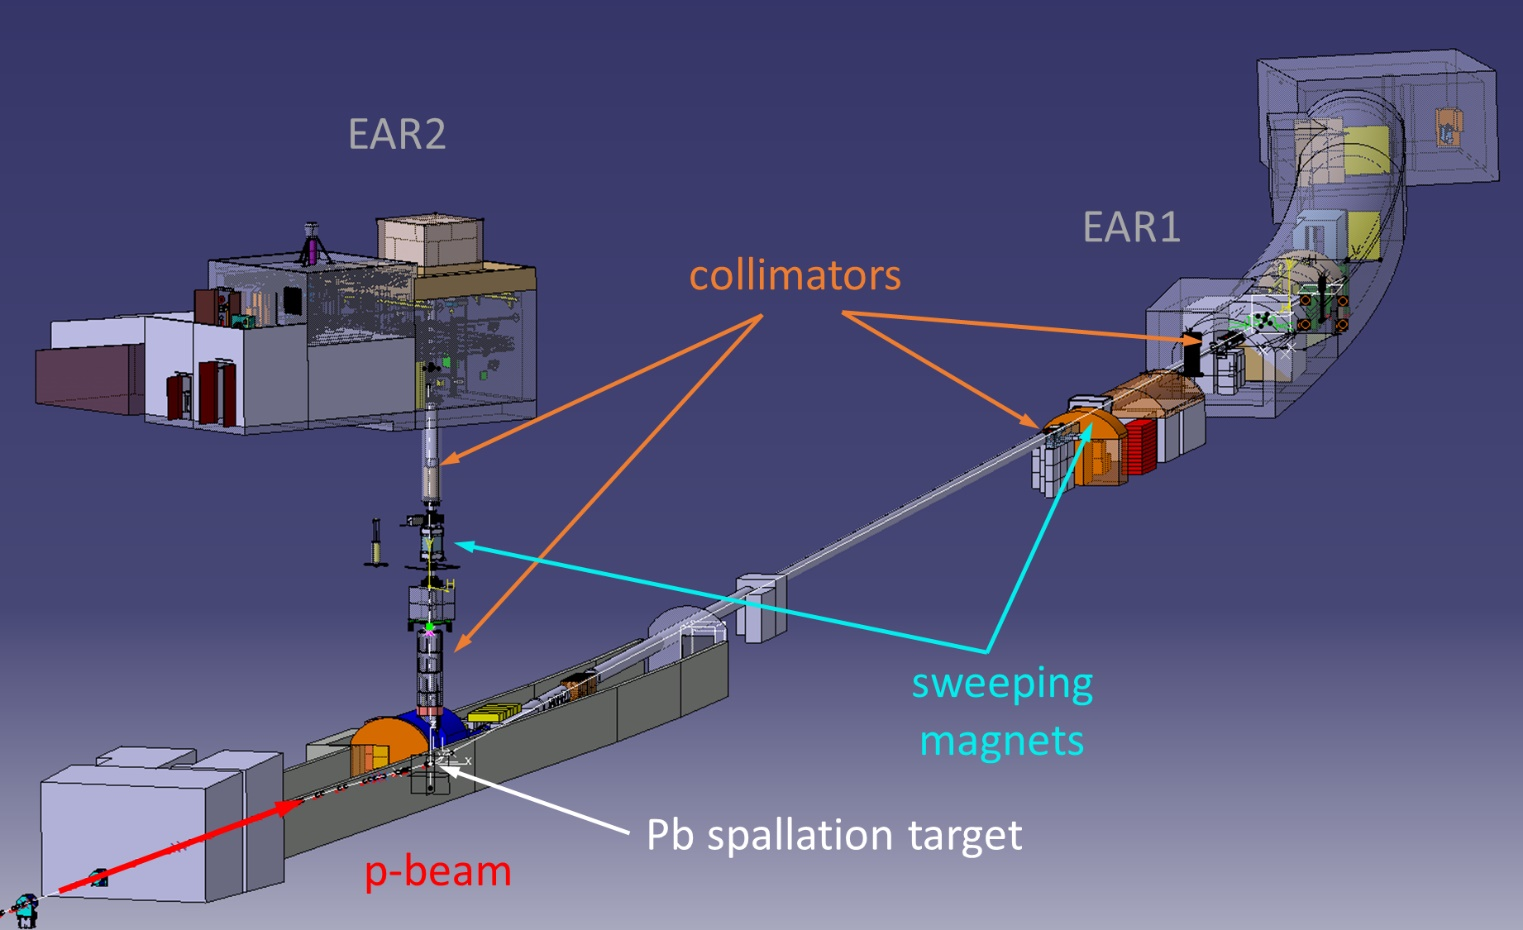 EAR2
EAR1
collimators
sweeping
magnets
Pb spallation target
p-beam